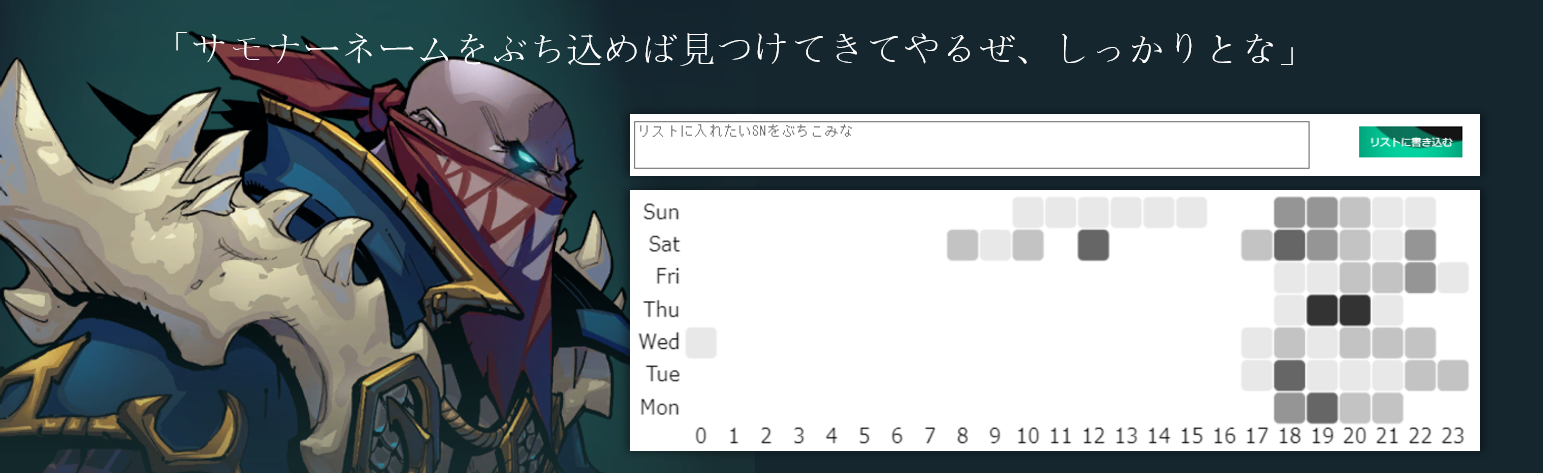 「サモナーネームをぶち込めば見つけてきてやるぜ、しっかりとな」
リストに入れたいSNをぶちこみな
リストに書き込む
Sun
Sat
Fri
Thu
Wed
Tue
Mon
0 1 2 3 4 5 6 7 8 9 10 11 12 13 14 15 16 17 18 19 20 21 22 23